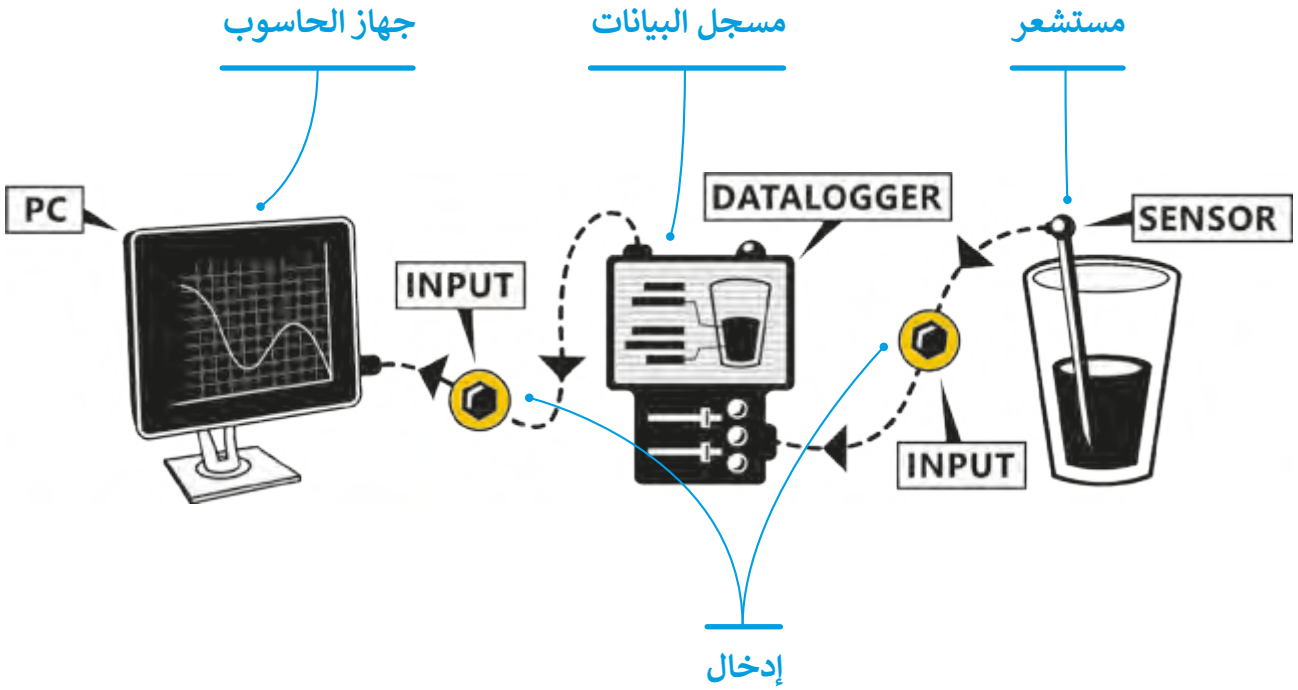 مستشعر
مسجل البيانات
جهاز الحاسوب
PC
DATALOGGER
SENSOR
INPUT
INPUT
إدخال